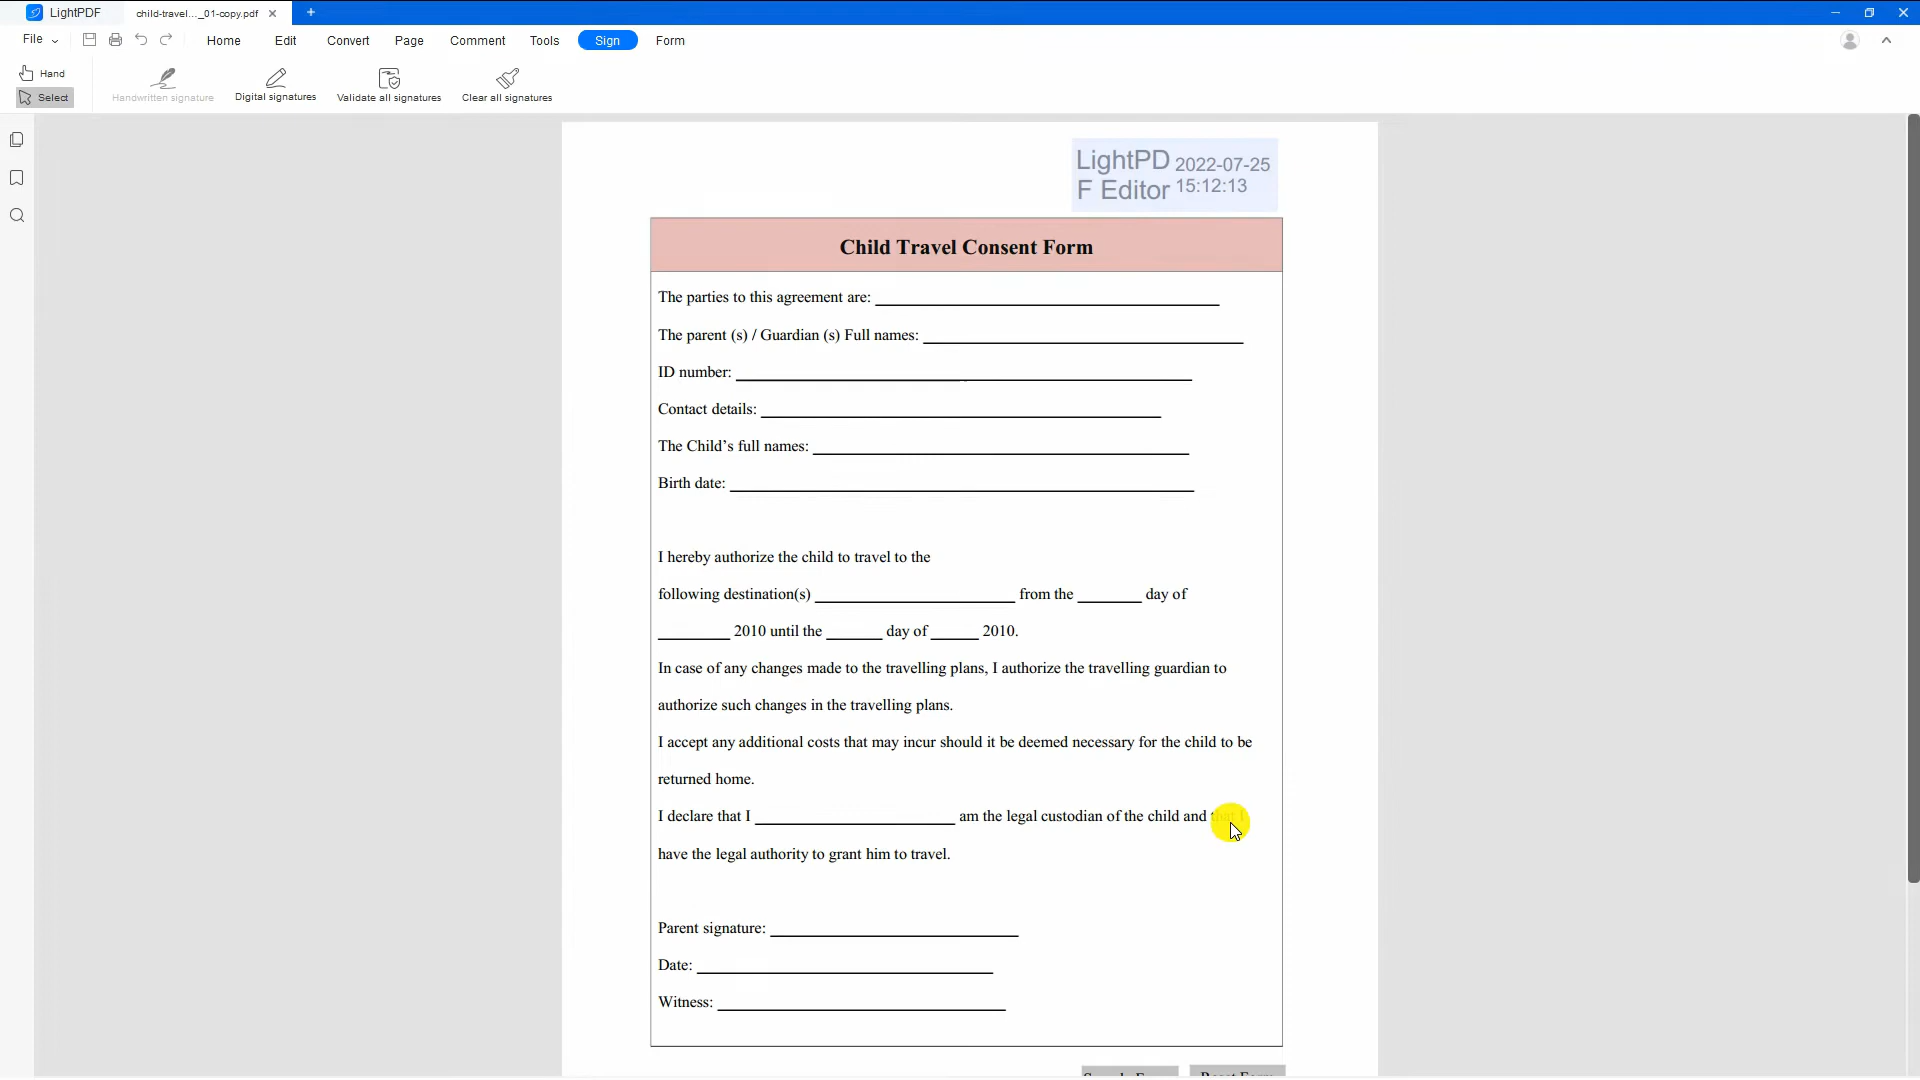 LightPDF
child-travel..._01-copy.pdf
File
Home
Edit
Convert
Page
Comment
Tools
Sign
Form
Hand
Select
Handwritten signature
Digital signatures
Validate all signatures
Clear all signatures
LightPD
F Editor
2022-07-25
15:12:13
Child Travel Consent Form
The parties to this agreement are:
The parent (s) / Guardian (s) Full names:
ID number:
Contact details:
The Child’s full names:
Birth date:
I hereby authorize the child to travel to the
following destination(s) ____ from the ____ day of
____ 2010 until the ____ day of ____ 2010.
In case of any changes made to the travelling plans, I authorize the travelling guardian to
authorize such changes in the travelling plans.
I accept any additional costs that may incur should it be deemed necessary for the child to be
returned home.
I declare that I ____ am the legal custodian of the child and that I
have the legal authority to grant him to travel.
Parent signature:
Date:
Witness: